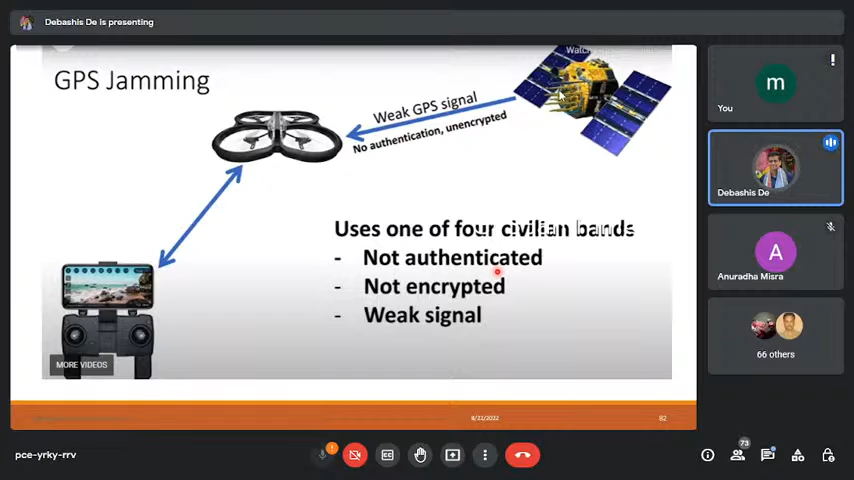 Debashis De is presenting
GPS Jamming
Weak GPS signal
No authentication, unencrypted
Uses one of four civilian bands
- Not authenticated
- Not encrypted
- Weak signal
MORE VIDEOS
8/22/2022
82
m
You
Debashis De
A
Anuradha Misra
66 others
pce-yrky-rrv
73